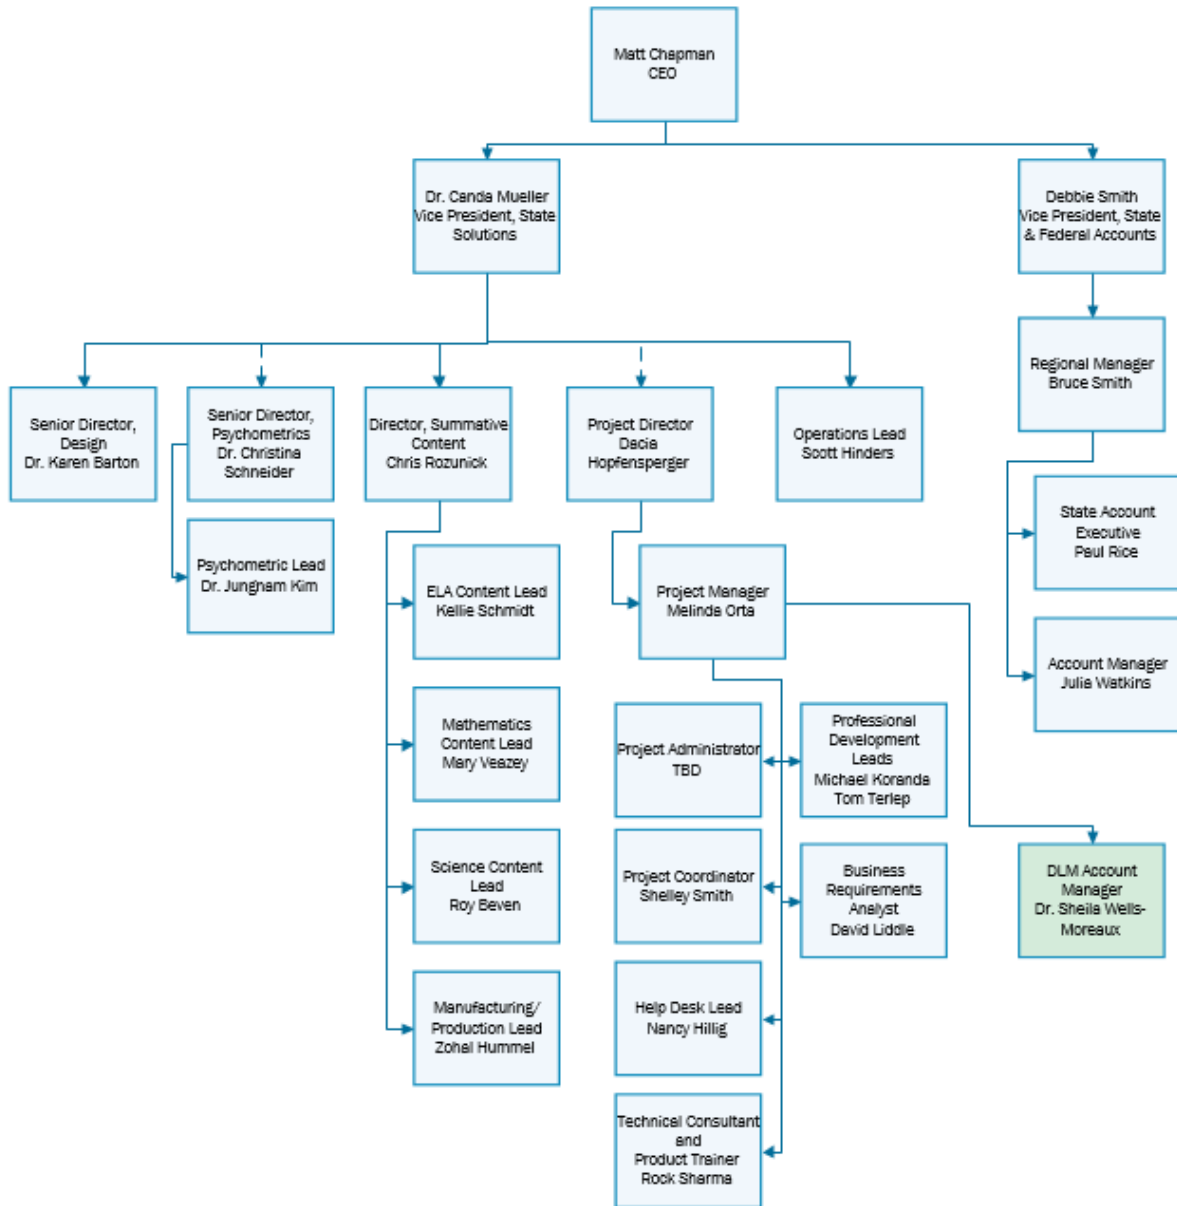 Matt Chapman
CEO
Dr. Canda Mueller
Vice President, State
Solutions
Debbie Smith
Vice President, State
& Federal Accounts
Regional Manager
Bruce Smith
Senior Director,
Design
Dr. Karen Barton
Senior Director,
Psychometrics
Dr. Christina
Schneider
Director, Summative
Content
Chris Rozunick
Project Director
Dacia
Hopfensperger
Operations Lead
Scott Hinders
State Account
Executive
Paul Rice
Psychometric Lead
Dr. Jungnam Kim
ELA Content Lead
Kellie Schmidt
Project Manager
Melinda Orta
Account Manager
Julia Watkins
Mathematics
Content Lead
Mary Veazey
Project Administrator
TBD
Professional
Development
Leads
Michael Koranda
Tom Terlep
Science Content
Lead
Roy Beven
Project Coordinator
Shelley Smith
Business
Requirements
Analyst
David Liddle
DLM Account
Manager
Dr. Sheila Wells-
Moreaux
Manufacturing/
Production Lead
Zohal Hummel
Help Desk Lead
Nancy Hillig
Technical Consultant
and
Product Trainer
Rock Sharma